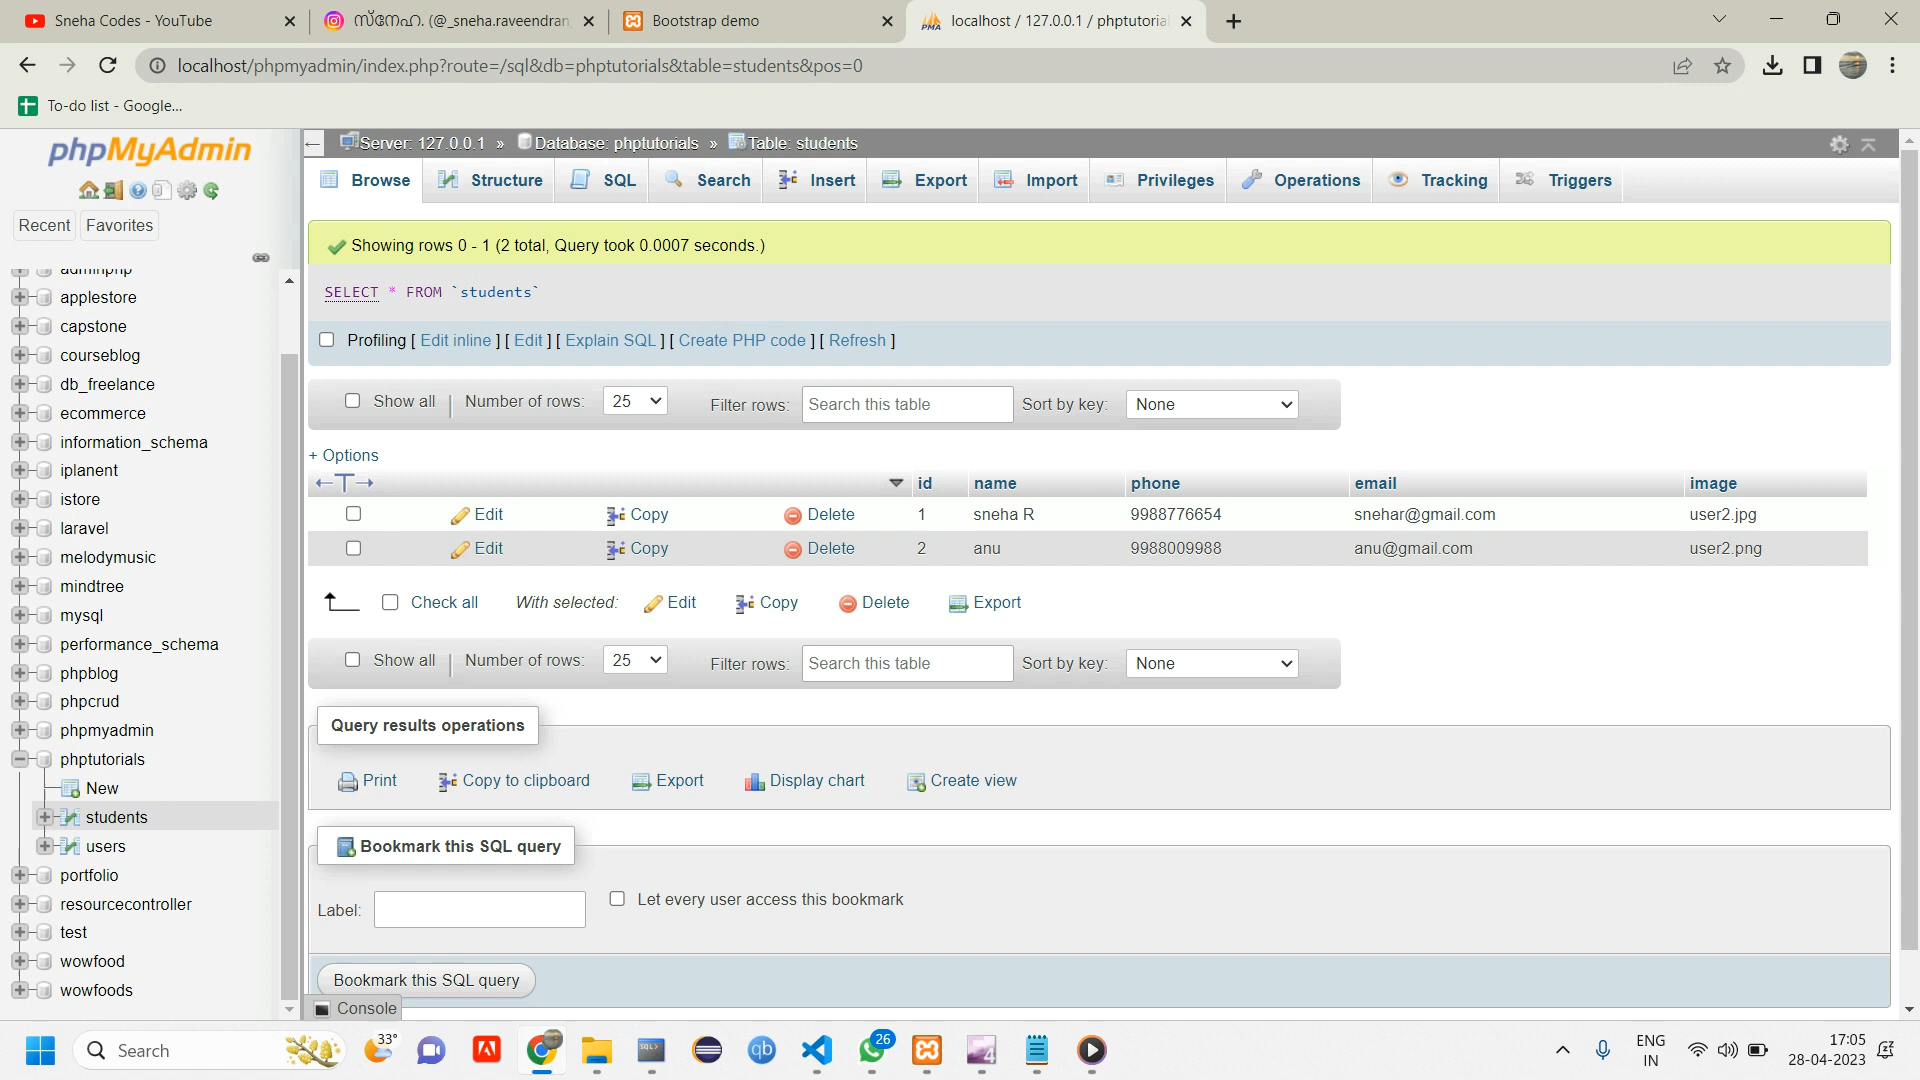 Sneha Codes - YouTube
സ്നേഹ. (@_sneha.raveendran
Bootstrap demo
localhost / 127.0.0.1 / phptutorial
localhost/phpmyadmin/index.php?route=/sql&db=phptutorials&table=students&pos=0
To-do list - Google...
phpMyAdmin
Recent
Favorites
adminphp
applestore
capstone
courseblog
db_freelance
ecommerce
information_schema
iplanent
istore
laravel
melodymusic
mindtree
mysql
performance_schema
phpblog
phpcrud
phpmyadmin
phptutorials
New
students
users
portfolio
resourcecontroller
test
wowfood
wowfoods
Server: 127.0.0.1 » Database: phptutorials » Table: students
Browse Structure SQL Search Insert Export Import Privileges Operations Tracking Triggers
Showing rows 0 - 1 (2 total, Query took 0.0007 seconds.)
SELECT * FROM `students`
Profiling [ Edit inline ] [ Edit ] [ Explain SQL ] [ Create PHP code ] [ Refresh ]
Show all | Number of rows: 25 Filter rows: Search this table Sort by key: None
+ Options
id name phone email image
Edit Copy Delete 1 sneha R 9988776654 snehar@gmail.com user2.jpg
Edit Copy Delete 2 anu 9988009988 anu@gmail.com user2.png
Check all With selected: Edit Copy Delete Export
Show all | Number of rows: 25 Filter rows: Search this table Sort by key: None
Query results operations
Print Copy to clipboard Export Display chart Create view
Bookmark this SQL query
Label: Let every user access this bookmark
Bookmark this SQL query
Console
Search
33°
26
ENG
IN
17:05
28-04-2023